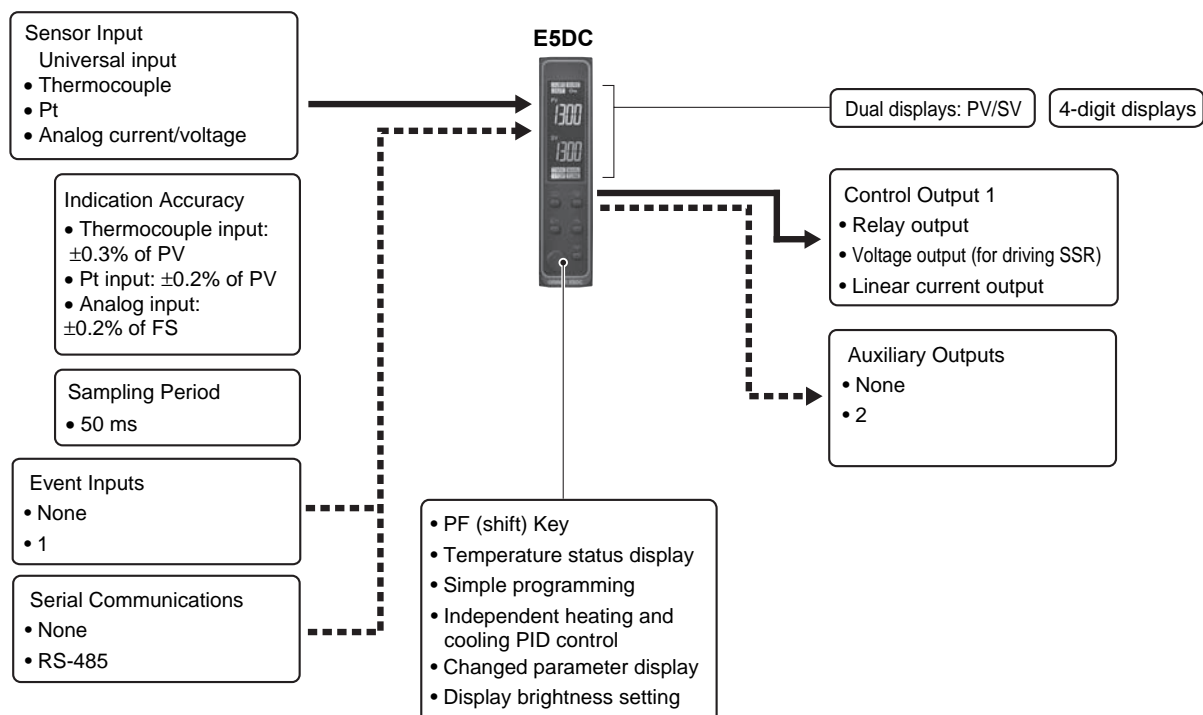 Sensor Input
Universal input
• Thermocouple
• Pt
• Analog current/voltage
Indication Accuracy
• Thermocouple input:
±0.3% of PV
• Pt input: ±0.2% of PV
• Analog input:
±0.2% of FS
Sampling Period
• 50 ms
Event Inputs
• None
• 1
Serial Communications
• None
• RS-485
E5DC
PV
1300
SV
1300
• PF (shift) Key
• Temperature status display
• Simple programming
• Independent heating and
cooling PID control
• Changed parameter display
• Display brightness setting
Dual displays: PV/SV
4-digit displays
Control Output 1
• Relay output
• Voltage output (for driving SSR)
• Linear current output
Auxiliary Outputs
• None
• 2